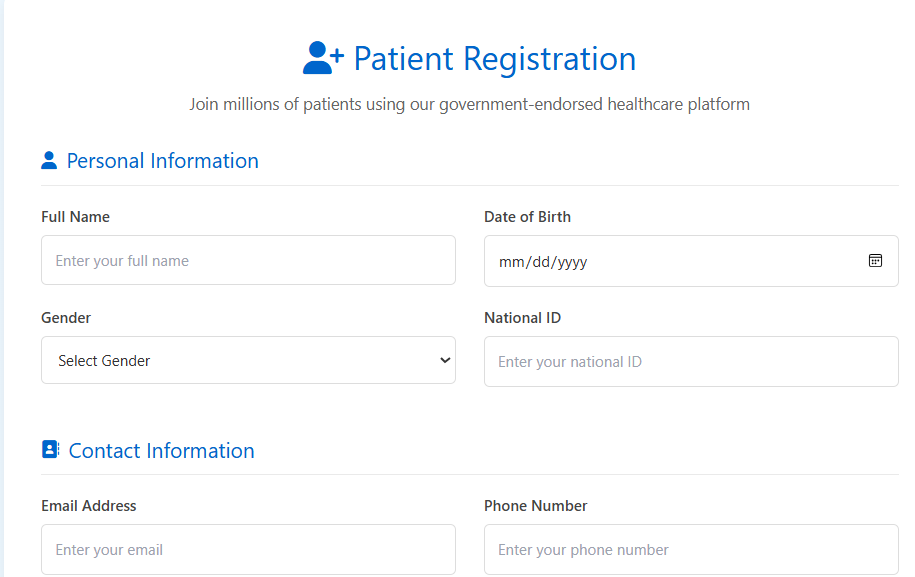 Patient Registration
Join millions of patients using our government-endorsed healthcare platform
Personal Information
Full Name
Date of Birth
Enter your full name
mm/dd/yyyy
Gender
National ID
Select Gender
Enter your national ID
Contact Information
Email Address
Phone Number
Enter your email
Enter your phone number